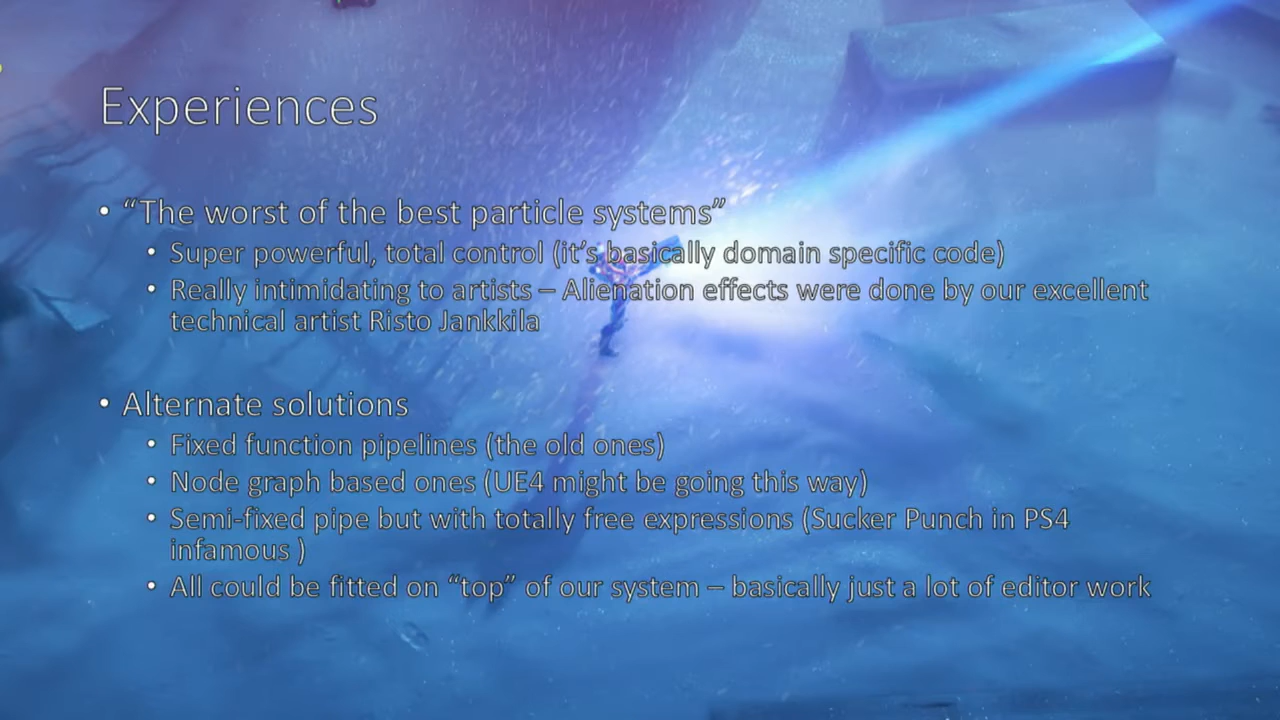 Experiences
• “The worst of the best particle systems”
• Super powerful, total control (it’s basically domain specific code)
• Really intimidating to artists – Alienation effects were done by our excellent
technical artist Risto Jankkila
• Alternate solutions
• Fixed function pipelines (the old ones)
• Node graph based ones (UE4 might be going this way)
• Semi-fixed pipe but with totally free expressions (Sucker Punch in PS4
infamous )
• All could be fitted on “top” of our system – basically just a lot of editor work